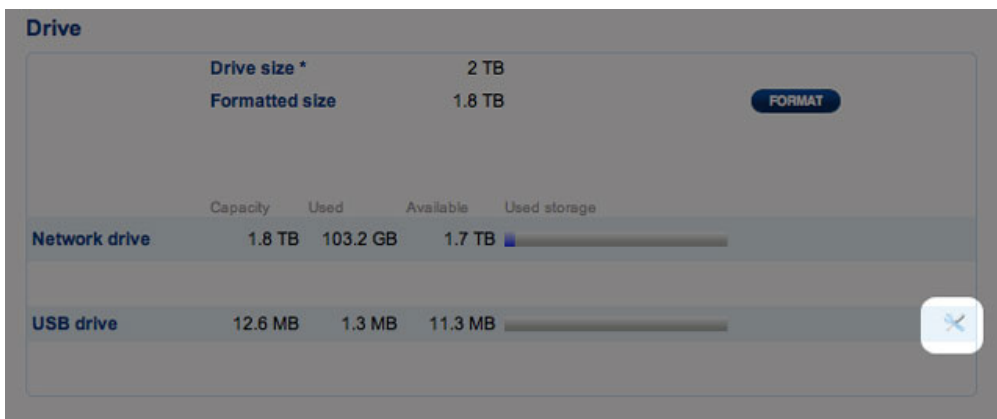 Drive
Drive size * 2 TB
Formatted size 1.8 TB FORMAT
Capacity Used Available Used storage
Network drive 1.8 TB 103.2 GB 1.7 TB
USB drive 12.6 MB 1.3 MB 11.3 MB